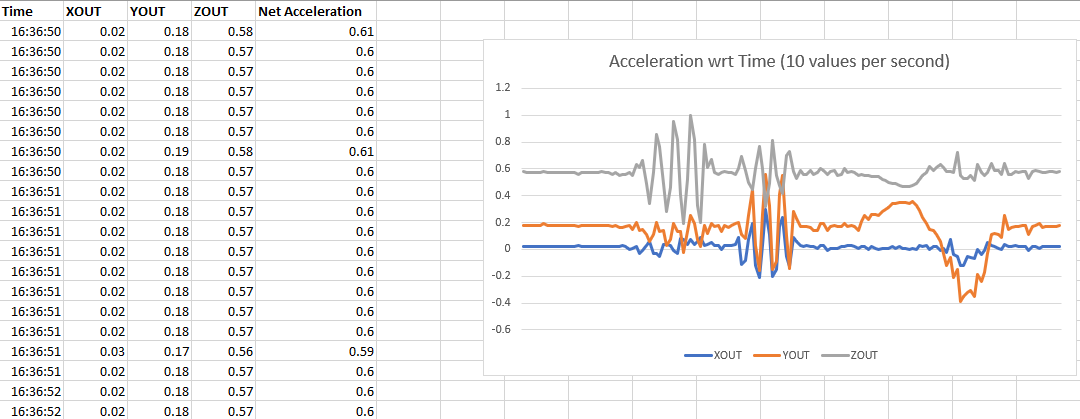 Time XOUT YOUT ZOUT Net Acceleration
16:36:50 0.02 0.18 0.58 0.61
16:36:50 0.02 0.18 0.57 0.6
16:36:50 0.02 0.18 0.57 0.6
16:36:50 0.02 0.18 0.57 0.6
16:36:50 0.02 0.18 0.57 0.6
16:36:50 0.02 0.18 0.57 0.6
16:36:50 0.02 0.19 0.58 0.61
16:36:50 0.02 0.18 0.57 0.6
16:36:51 0.02 0.18 0.57 0.6
16:36:51 0.02 0.18 0.57 0.6
16:36:51 0.02 0.18 0.57 0.6
16:36:51 0.02 0.18 0.57 0.6
16:36:51 0.02 0.18 0.57 0.6
16:36:51 0.02 0.18 0.57 0.6
16:36:51 0.02 0.18 0.57 0.6
16:36:51 0.02 0.18 0.57 0.6
16:36:51 0.03 0.17 0.56 0.59
16:36:51 0.02 0.18 0.57 0.6
16:36:52 0.02 0.18 0.57 0.6
16:36:52 0.02 0.18 0.57 0.6
Acceleration wrt Time (10 values per second)
1.2
1
0.8
0.6
0.4
0.2
0
-0.2
-0.4
-0.6
XOUT YOUT ZOUT